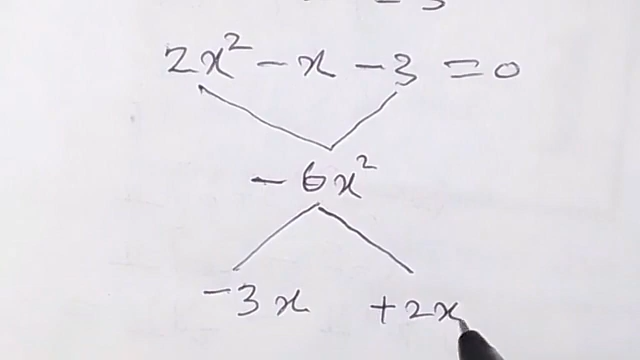 2x² - x - 3 = 0
- 6x²
- 3x + 2x